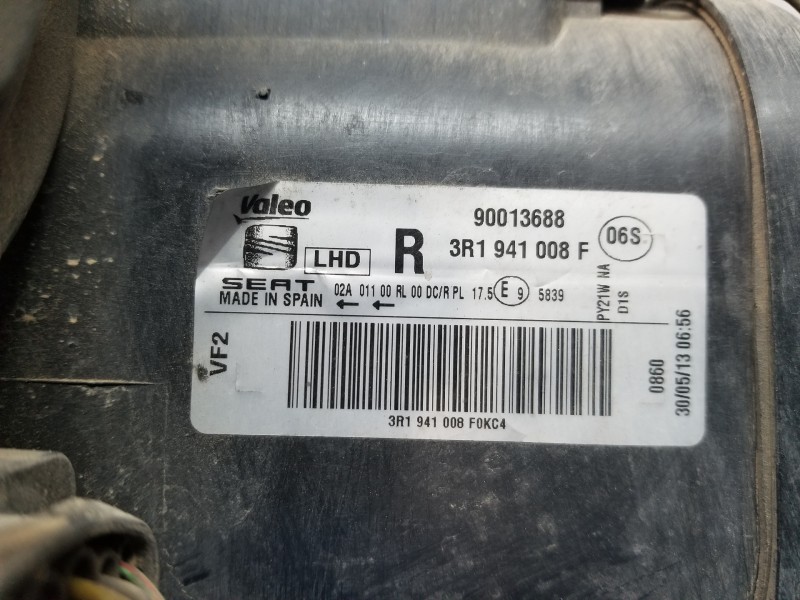 Valeo
90013688
LHD
R
3R1 941 008 F
06S
SEAT
02A 011 00 RL 00 DC/R PL 17.5 E 9 5839
MADE IN SPAIN
PY21W NA
D1S
VF2
0860
30/05/13 06:56
3R1 941 008 F0KC4